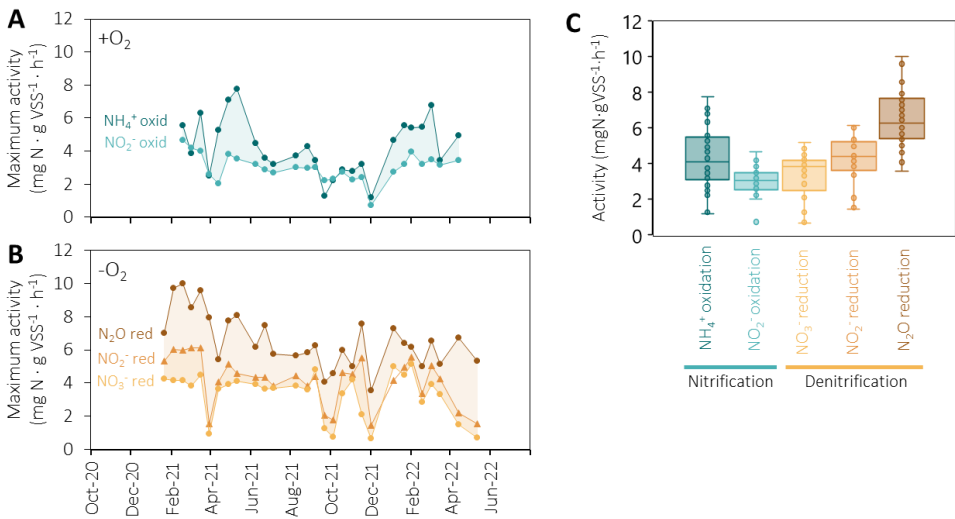 A
+O₂
Maximum activity
(mg N · g VSS⁻¹ · h⁻¹)
12
10
8
6
4
2
0
NH₄⁺ oxid
NO₂⁻ oxid
B
-O₂
Maximum activity
(mg N · g VSS⁻¹ · h⁻¹)
12
10
8
6
4
2
0
N₂O red
NO₂⁻ red
NO₃⁻ red
Oct-20
Dec-20
Feb-21
Apr-21
Jun-21
Aug-21
Oct-21
Dec-21
Feb-22
Apr-22
Jun-22
C
Activity (mgN·gVSS⁻¹·h⁻¹)
12
10
8
6
4
2
0
NH₄⁺ oxidation
NO₂⁻ oxidation
NO₃⁻ reduction
NO₂⁻ reduction
N₂O reduction
Nitrification
Denitrification